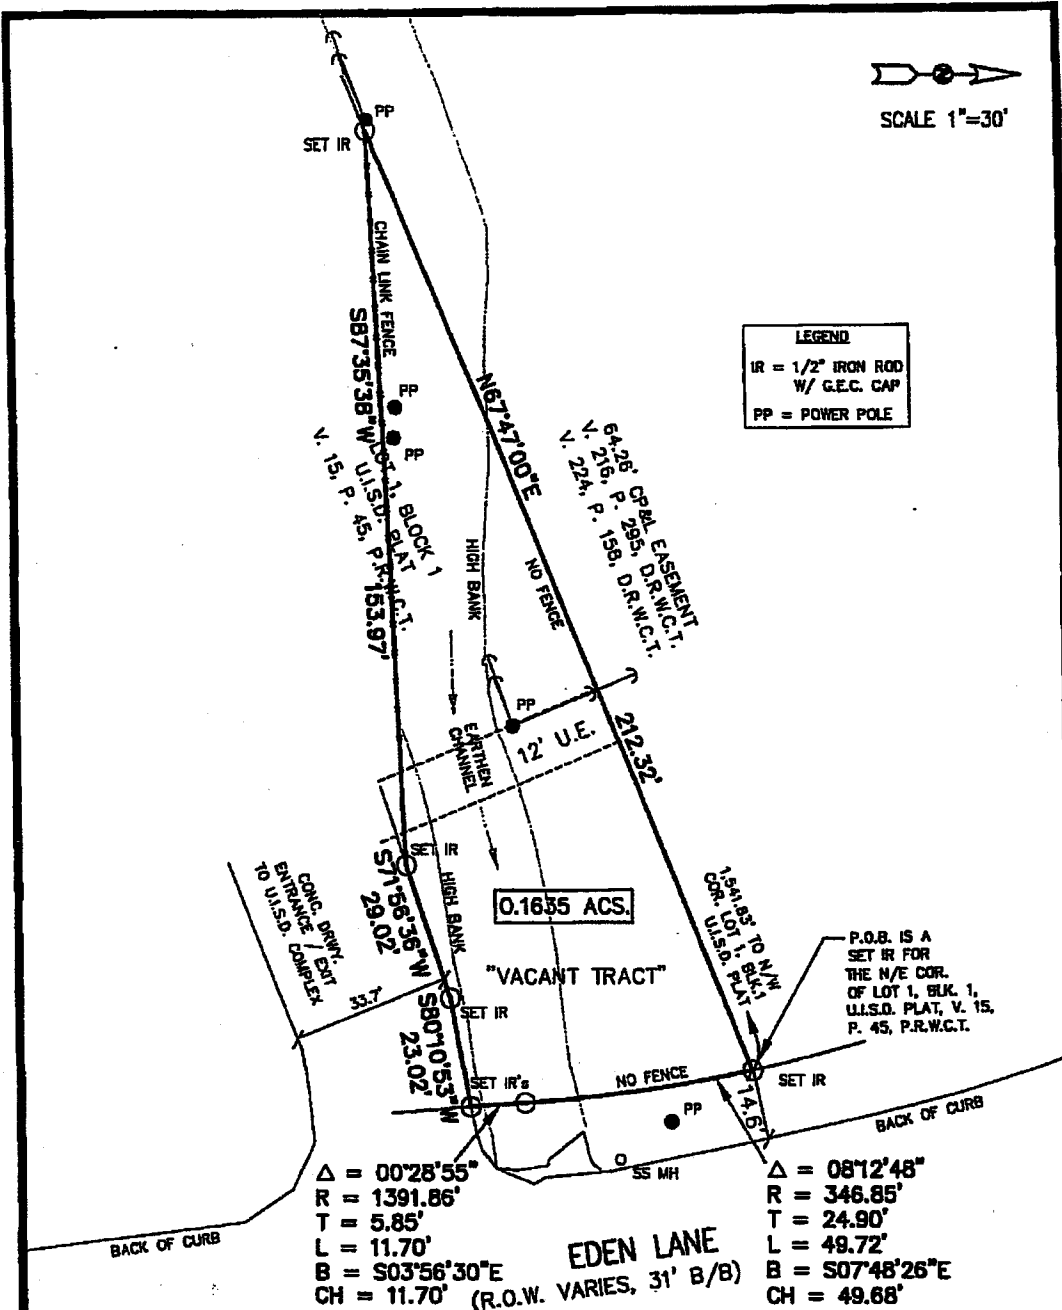 PP
SET IR
N
SCALE 1"=30'
CHAIN LINK FENCE
S87°35'38"W
153.97'
PP
PP
LOT 1, BLOCK 1
U.I.S.D. PLAT
V. 15, P. 45, P.R.W.C.T.
LEGEND
IR = 1/2" IRON ROD
W/ G.E.C. CAP
PP = POWER POLE
N67°47'00"E
212.32'
64.26' CP&L EASEMENT
V. 216, P. 295, D.R.W.C.T.
V. 224, P. 158, D.R.W.C.T.
HIGH BANK
NO FENCE
PP
EARTHEN
CHANNEL
12' U.E.
SET IR
S71°56'36"W
29.02'
HIGH BANK
0.1635 ACS.
CONC. DRWY.
ENTRANCE / EXIT
TO U.I.S.D. COMPLEX
33.7'
"VACANT TRACT"
1,541.83' TO N/W
COR. LOT 1, BLK.1
U.I.S.D. PLAT
P.O.B. IS A
SET IR FOR
THE N/E COR.
OF LOT 1, BLK. 1,
U.I.S.D. PLAT, V. 15,
P. 45, P.R.W.C.T.
SET IR
S80°10'53"W
23.02'
SET IR's
NO FENCE
SET IR
14.6'
PP
BACK OF CURB
SS MH
Δ = 00°28'55"
R = 1391.86'
T = 5.85'
L = 11.70'
B = S03°56'30"E
CH = 11.70'
BACK OF CURB
EDEN LANE
(R.O.W. VARIES, 31' B/B)
Δ = 08°12'48"
R = 346.85'
T = 24.90'
L = 49.72'
B = S07°48'26"E
CH = 49.68'